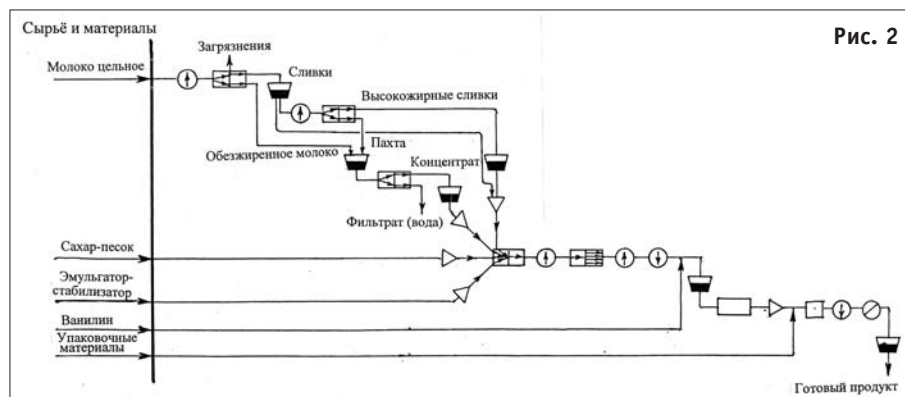 Рис. 2
Сырьё и материалы
Загрязнения
Молоко цельное
Сливки
Высокожирные сливки
Пахта
Обезжиренное молоко
Концентрат
Фильтрат (вода)
Сахар-песок
Эмульгатор-
стабилизатор
Ванилин
Упаковочные
материалы
Готовый продукт